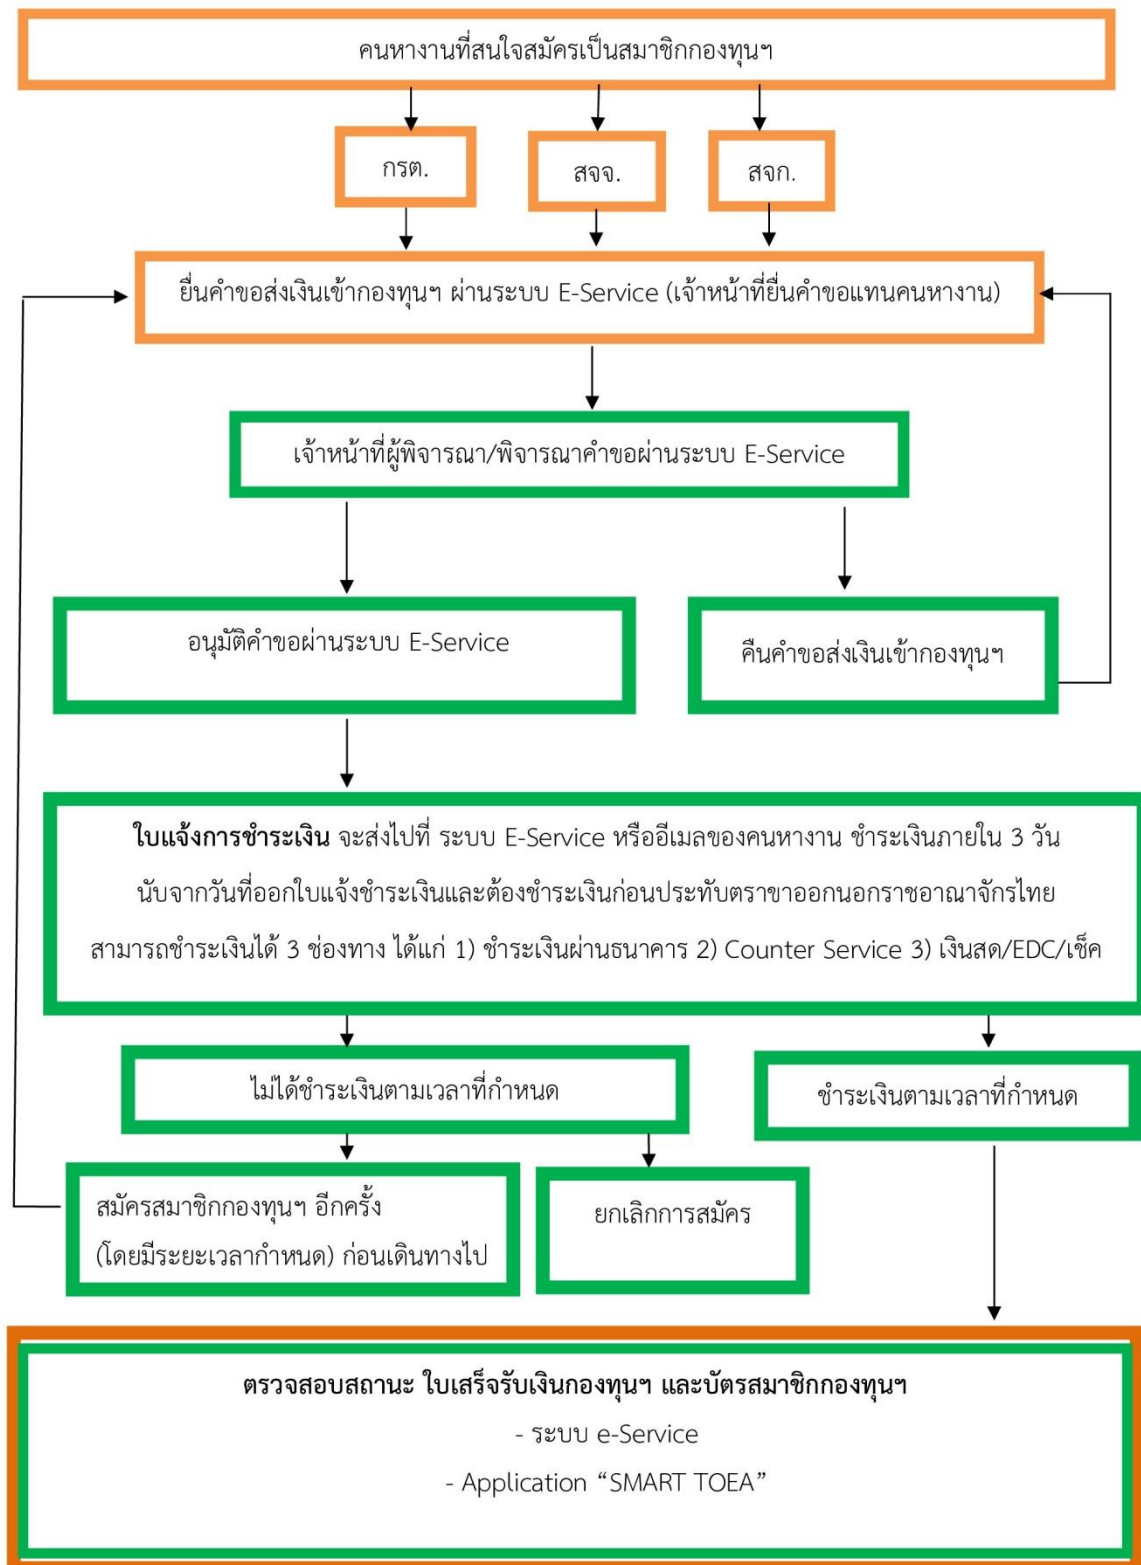 คนหางานที่สนใจสมัครเป็นสมาชิกกองทุนฯ
กรต.
สจจ.
สจก.
ยื่นคำขอส่งเงินเข้ากองทุนฯ ผ่านระบบ E-Service (เจ้าหน้าที่ยื่นคำขอแทนคนหางาน)
เจ้าหน้าที่ผู้พิจารณา/พิจารณาคำขอผ่านระบบ E-Service
อนุมัติคำขอผ่านระบบ E-Service
คืนคำขอส่งเงินเข้ากองทุนฯ
ใบแจ้งการชำระเงิน จะส่งไปที่ ระบบ E-Service หรืออีเมลของคนหางาน ชำระเงินภายใน 3 วัน
นับจากวันที่ออกใบแจ้งชำระเงินและต้องชำระเงินก่อนประทับตราขาออกนอกราชอาณาจักรไทย
สามารถชำระเงินได้ 3 ช่องทาง ได้แก่ 1) ชำระเงินผ่านธนาคาร 2) Counter Service 3) เงินสด/EDC/เช็ค
ไม่ได้ชำระเงินตามเวลาที่กำหนด
ชำระเงินตามเวลาที่กำหนด
สมัครสมาชิกกองทุนฯ อีกครั้ง
(โดยมีระยะเวลากำหนด) ก่อนเดินทางไป
ยกเลิกการสมัคร
ตรวจสอบสถานะ ใบเสร็จรับเงินกองทุนฯ และบัตรสมาชิกกองทุนฯ
- ระบบ e-Service
- Application “SMART TOEA”